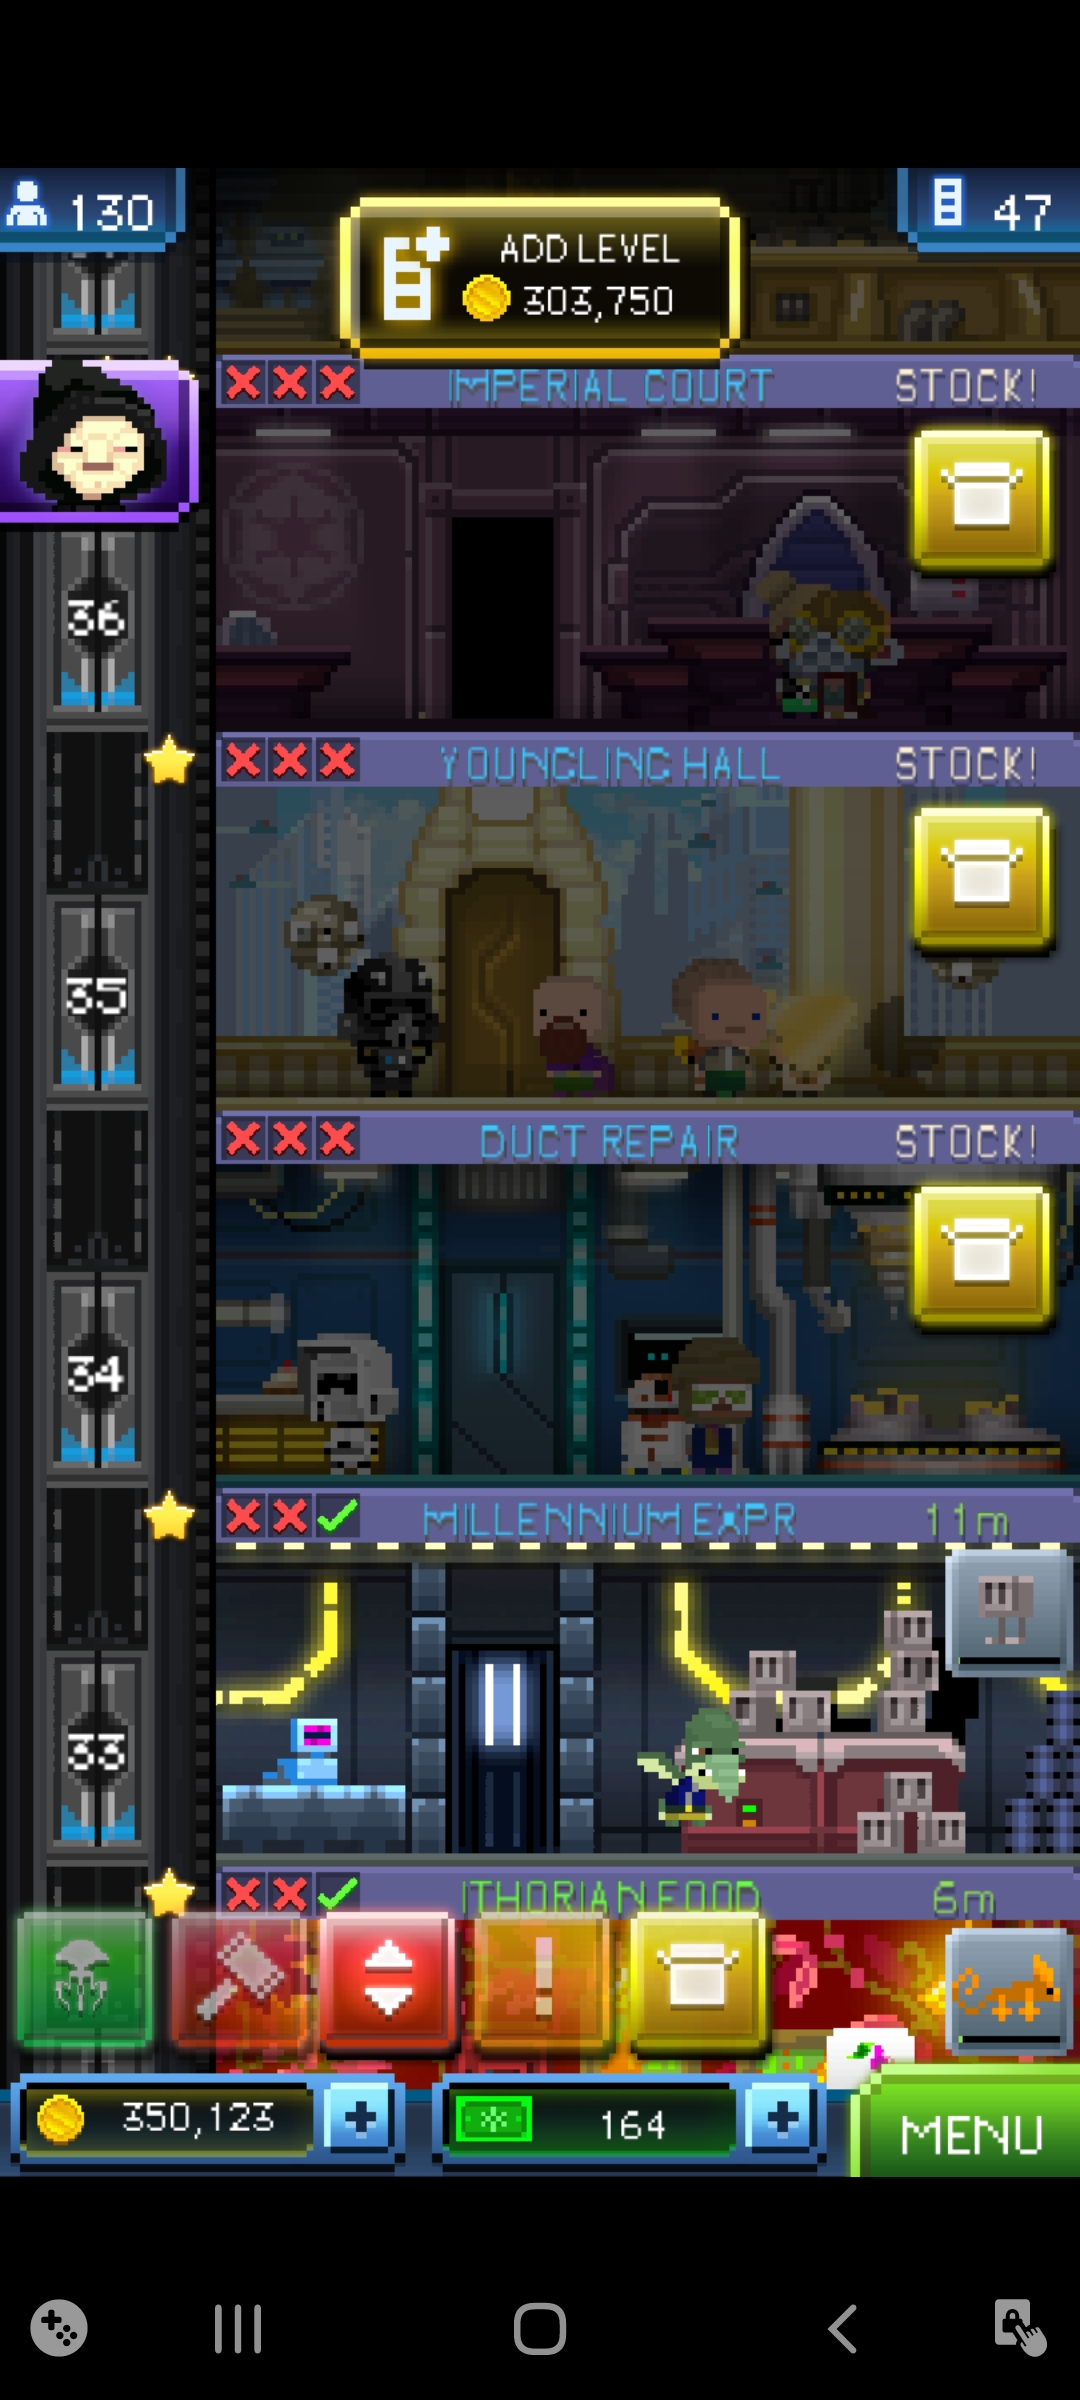 130
ADD LEVEL
303,750
47
IMPERIAL COURT
STOCK!
36
YOUNGLING HALL
STOCK!
35
DUCT REPAIR
STOCK!
34
MILLENNIUM EXPR
11m
33
ITHORIAN FOOD
6m
350,123
164
MENU